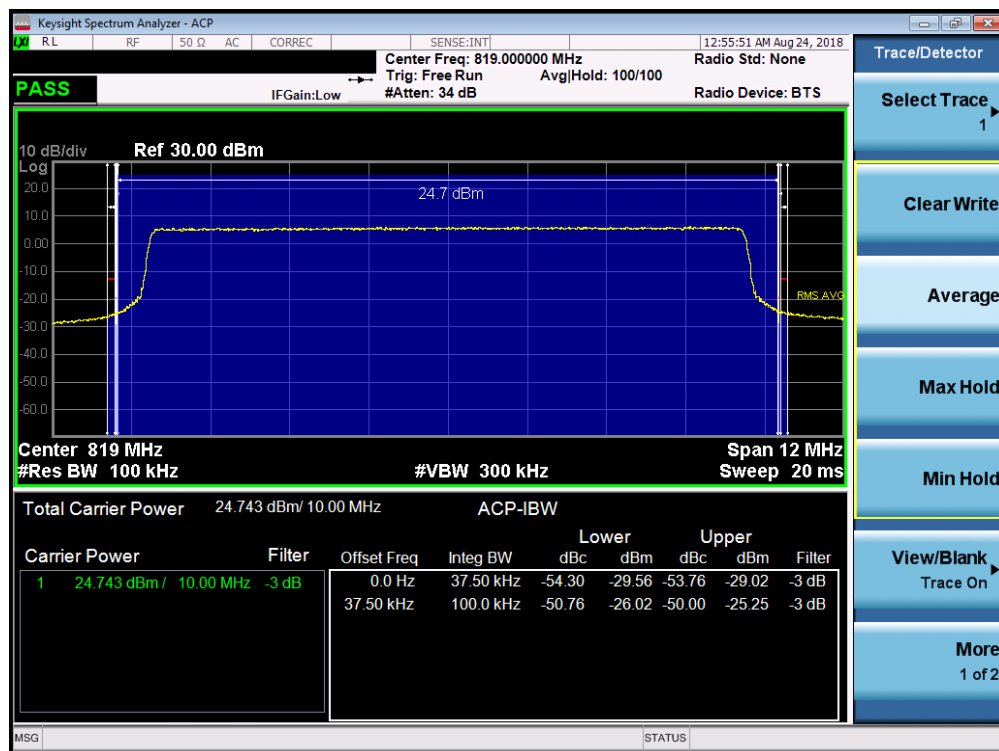 Keysight Spectrum Analyzer - ACP
LXI RL RF 50 Ω AC CORREC SENSE:INT 12:55:51 AM Aug 24, 2018
Center Freq: 819.000000 MHz Radio Std: None
Trig: Free Run Avg|Hold: 100/100
PASS IFGain:Low #Atten: 34 dB Radio Device: BTS
10 dB/div Ref 30.00 dBm
Log
20.0
24.7 dBm
10.0
0.00
-10.0
-20.0
RMS AVG
-30.0
-40.0
-50.0
-60.0
Center 819 MHz Span 12 MHz
#Res BW 100 kHz #VBW 300 kHz Sweep 20 ms
Total Carrier Power 24.743 dBm/ 10.00 MHz ACP-IBW
Lower Upper
Carrier Power Filter Offset Freq Integ BW dBc dBm dBc dBm Filter
1 24.743 dBm / 10.00 MHz -3 dB 0.0 Hz 37.50 kHz -54.30 -29.56 -53.76 -29.02 -3 dB
37.50 kHz 100.0 kHz -50.76 -26.02 -50.00 -25.25 -3 dB
MSG STATUS
Trace/Detector
Select Trace
1
Clear Write
Average
Max Hold
Min Hold
View/Blank
Trace On
More
1 of 2